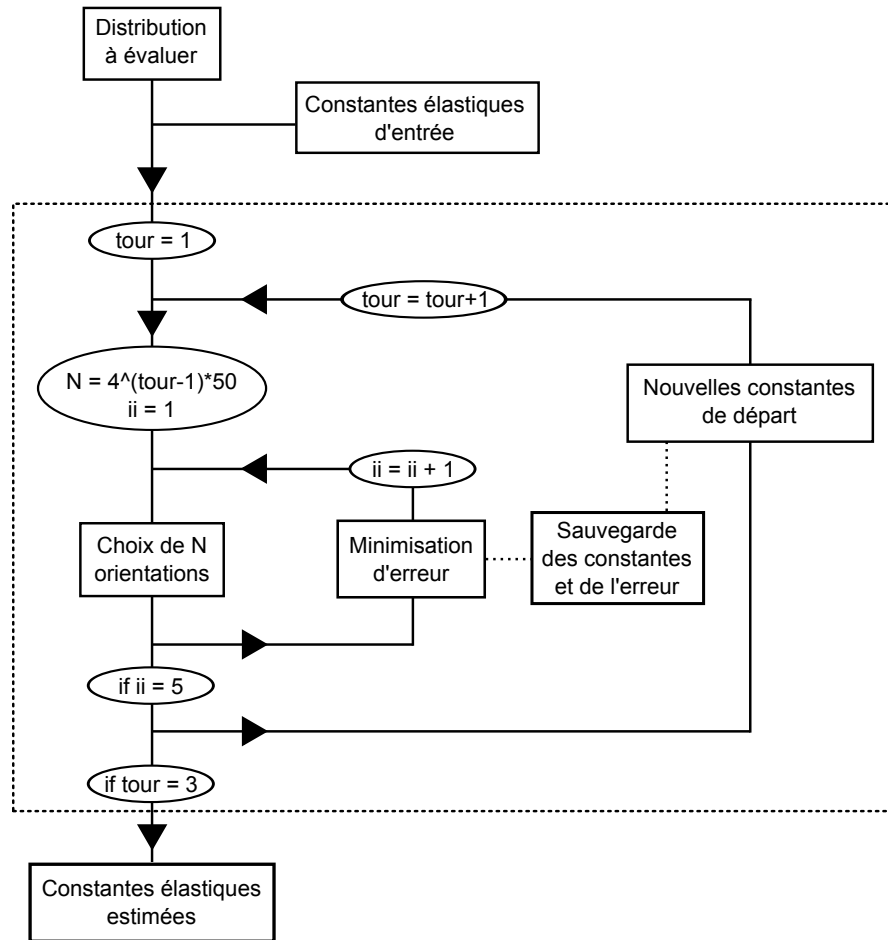 Distribution
à évaluer
Constantes élastiques
d'entrée
tour = 1
tour = tour+1
N = 4^(tour-1)*50
ii = 1
Nouvelles constantes
de départ
ii = ii + 1
Choix de N
orientations
Minimisation
d'erreur
Sauvegarde
des constantes
et de l'erreur
if ii = 5
if tour = 3
Constantes élastiques
estimées